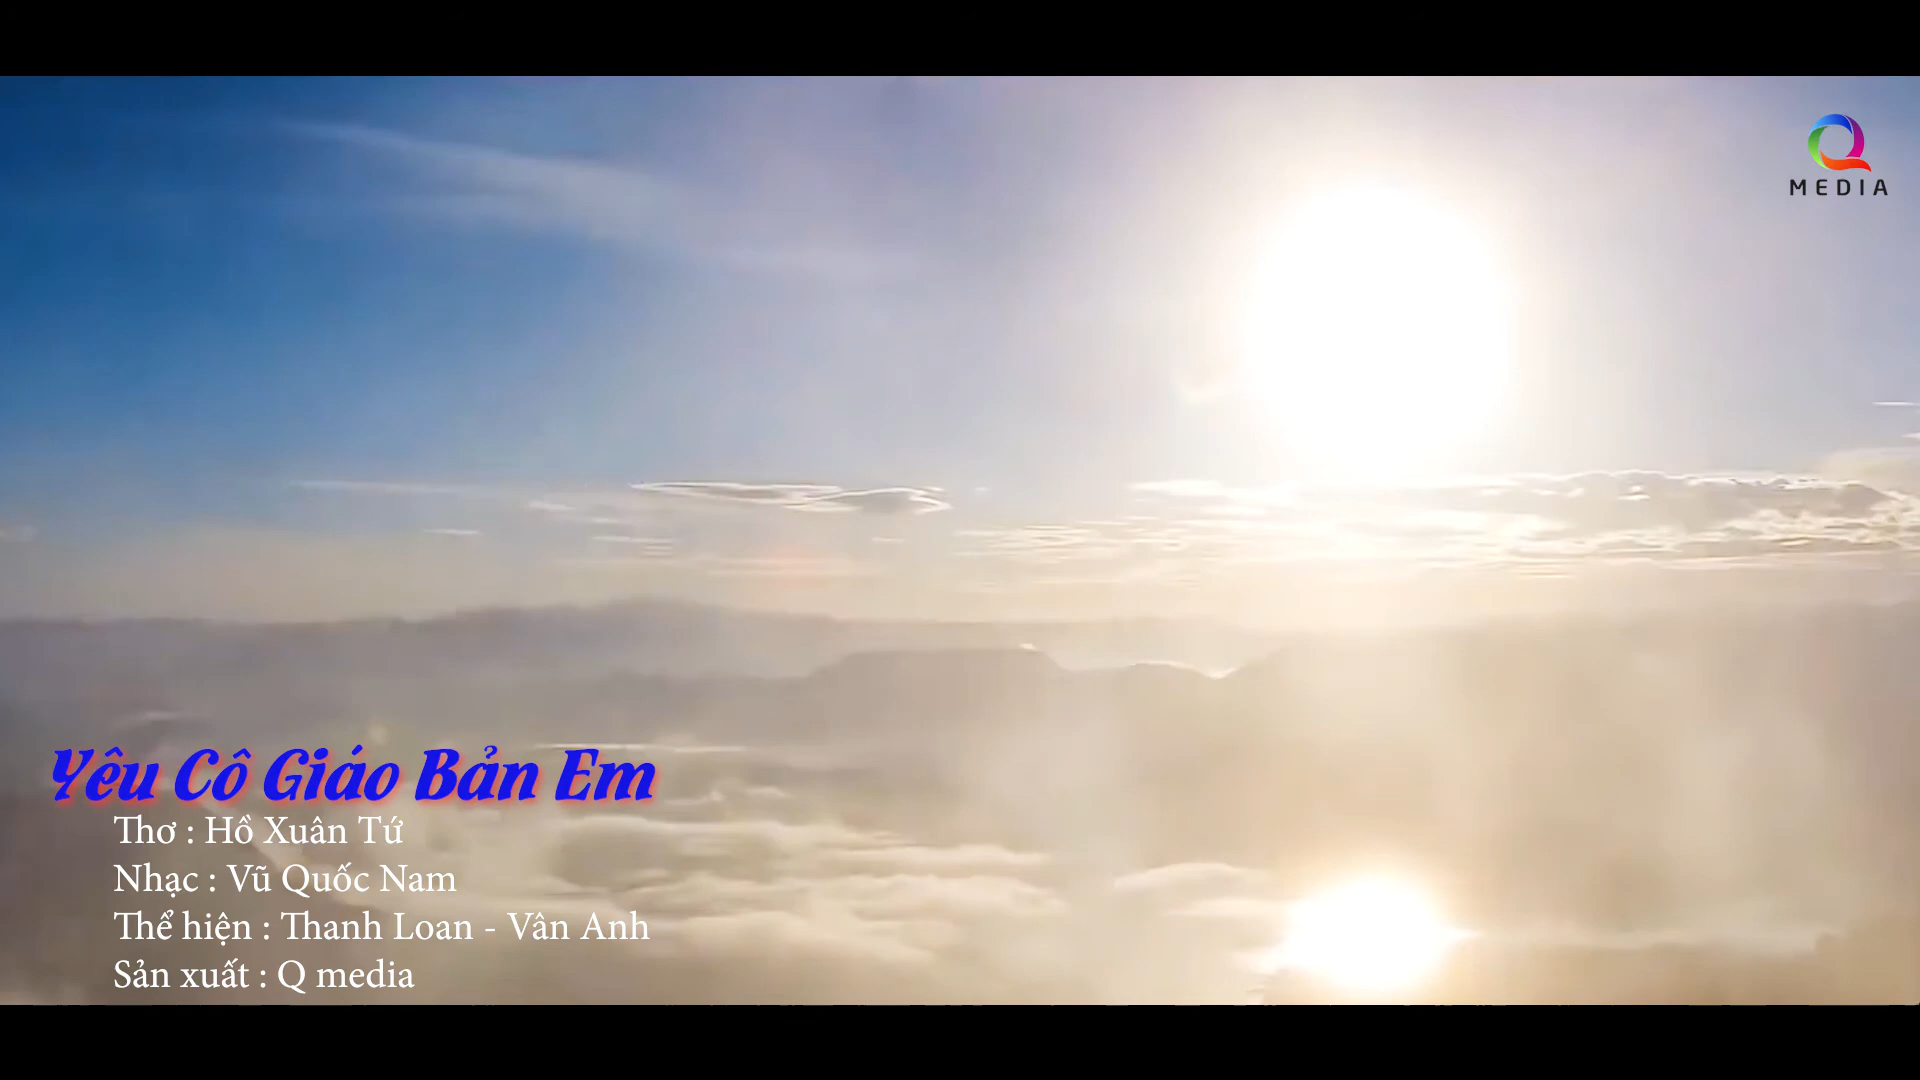 Q
MEDIA
Yêu Cô Giáo Bản Em
Thơ : Hồ Xuân Tứ
Nhạc : Vũ Quốc Nam
Thể hiện : Thanh Loan - Vân Anh
Sản xuất : Q media